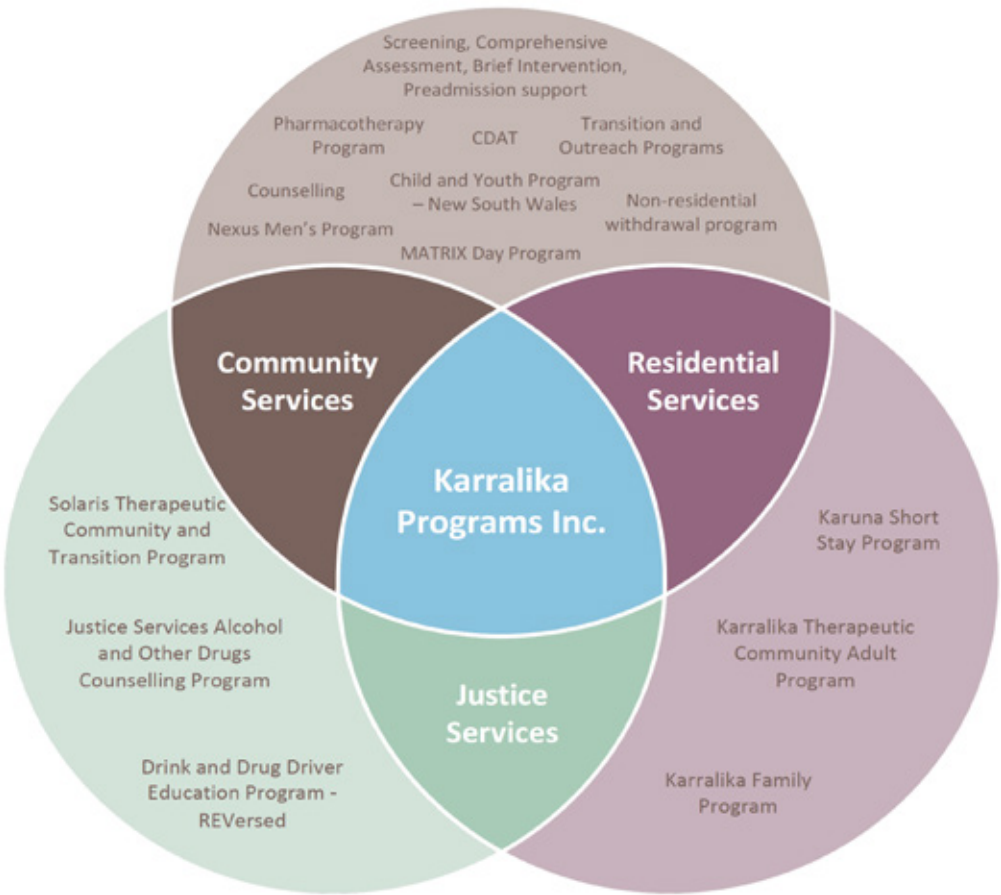 Screening, Comprehensive
Assessment, Brief Intervention,
Preadmission support
Pharmacotherapy
Program
CDAT
Transition and
Outreach Programs
Counselling
Child and Youth Program
– New South Wales
Non-residential
withdrawal program
Nexus Men's Program
MATRIX Day Program
Community
Services
Residential
Services
Karralika
Programs Inc.
Solaris Therapeutic
Community and
Transition Program
Karuna Short
Stay Program
Justice Services Alcohol
and Other Drugs
Counselling Program
Karralika Therapeutic
Community Adult
Program
Justice
Services
Drink and Drug Driver
Education Program -
REVersed
Karralika Family
Program